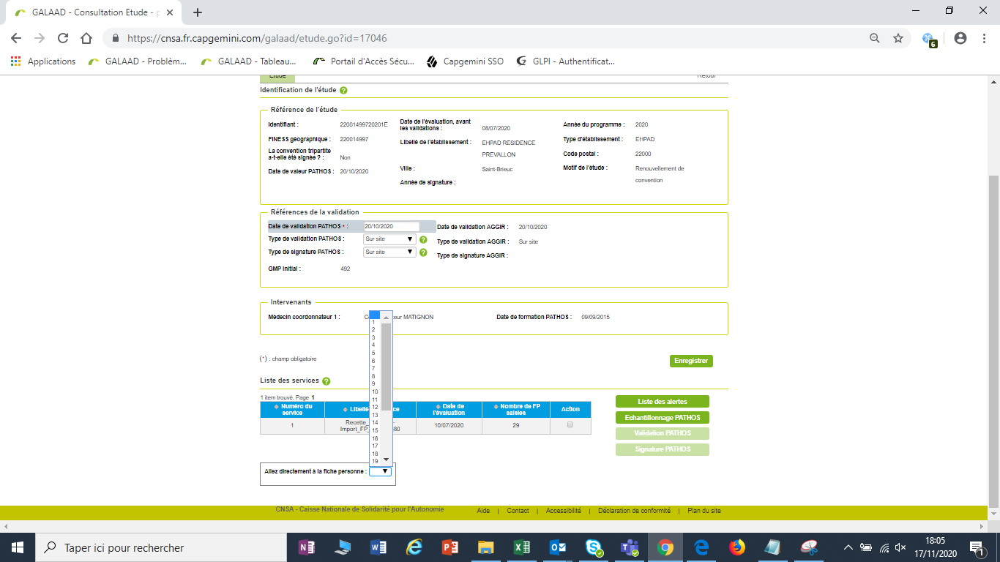 GALAAD - Consultation Etude - p
https://cnsa.fr.capgemini.com/galaad/etude.go?id=17046
6
Applications GALAAD - Problèm... GALAAD - Tableau... Portail d'Accès Sécu... Capgemini SSO GLPI - Authentificat...
Etude Retour
Identification de l'étude ?
Référence de l'étude
Identifiant : 22001499720201E
FINESS géographique : 220014997
La convention tripartite
a-t-elle été signée ? : Non
Date de valeur PATHOS : 20/10/2020
Date de l'évaluation, avant
les validations : 08/07/2020
Libellé de l'établissement : EHPAD RESIDENCE
PREVALLON
Ville : Saint-Brieuc
Année de signature :
Année du programme : 2020
Type d'établissement : EHPAD
Code postal : 22000
Motif de l'étude : Renouvellement de
convention
Références de la validation
Date de validation PATHOS * : 20/10/2020
Type de validation PATHOS : Sur site ?
Type de signature PATHOS : Sur site ?
GMP initial : 492
Date de validation AGGIR : 20/10/2020
Type de validation AGGIR : Sur site
Type de signature AGGIR :
Intervenants
Médecin coordonnateur 1 : MATIGNON
Date de formation PATHOS : 09/09/2015
(*) : champ obligatoire
Enregistrer
Liste des services ?
1 item trouvé. Page 1
Numéro du
service
Date de
l'évaluation
Nombre de FP
saisies
Action
1
Recette_
Import_FP_ 80
10/07/2020
29
Liste des alertes
Echantillonnage PATHOS
Validation PATHOS
Signature PATHOS
1
2
3
4
5
6
7
8
9
10
11
12
13
14
15
16
17
18
19
Allez directement à la fiche personne :
CNSA - Caisse Nationale de Solidarité pour l'Autonomie Aide | Contact | Accessibilité | Déclaration de conformité | Plan du site
Taper ici pour rechercher
18:05
17/11/2020
1